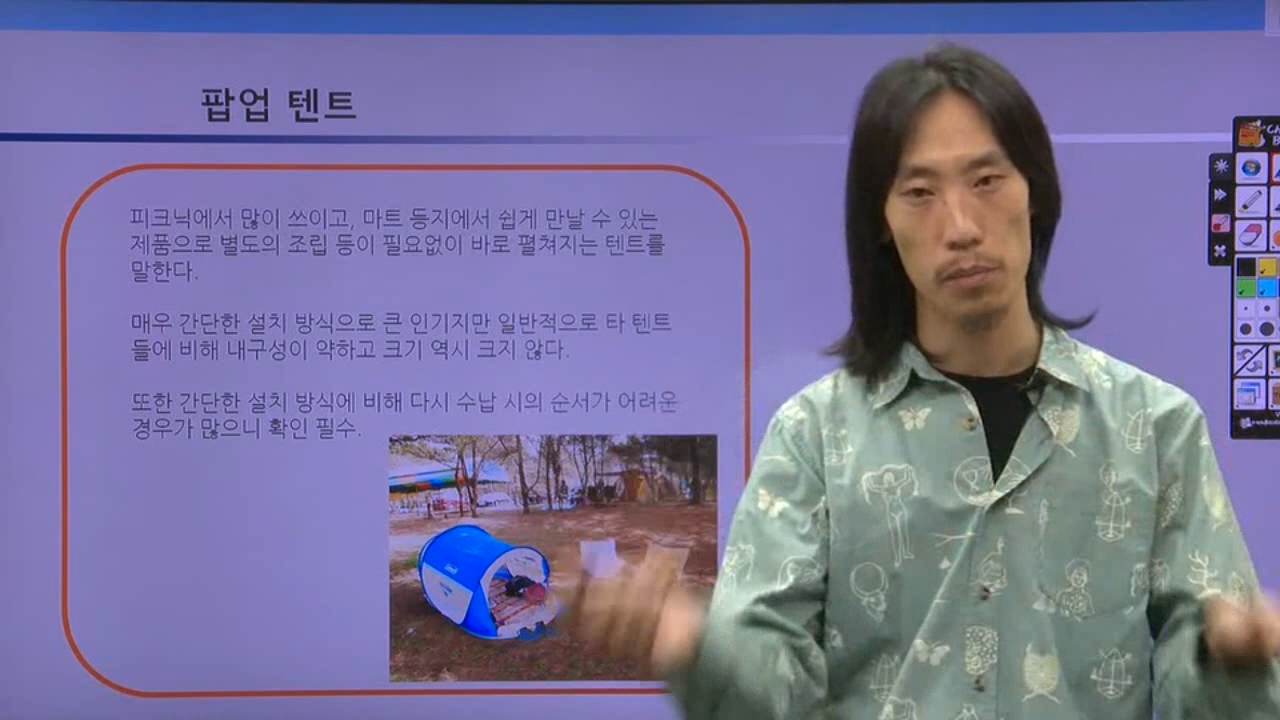 팝업 텐트
피크닉에서 많이 쓰이고, 마트 등지에서 쉽게 만날 수 있는
제품으로 별도의 조립 등이 필요없이 바로 펼쳐지는 텐트를
말한다.
매우 간단한 설치 방식으로 큰 인기지만 일반적으로 타 텐트
들에 비해 내구성이 약하고 크기 역시 크지 않다.
또한 간단한 설치 방식에 비해 다시 수납 시의 순서가 어려운
경우가 많으니 확인 필수.